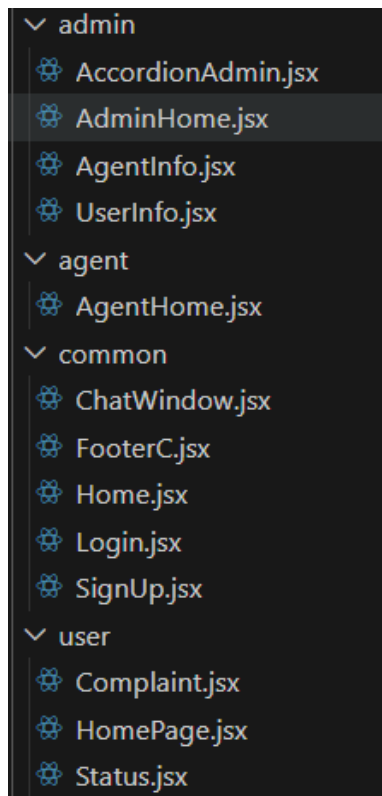 admin
AccordionAdmin.jsx
AdminHome.jsx
AgentInfo.jsx
UserInfo.jsx
agent
AgentHome.jsx
common
ChatWindow.jsx
FooterC.jsx
Home.jsx
Login.jsx
SignUp.jsx
user
Complaint.jsx
HomePage.jsx
Status.jsx